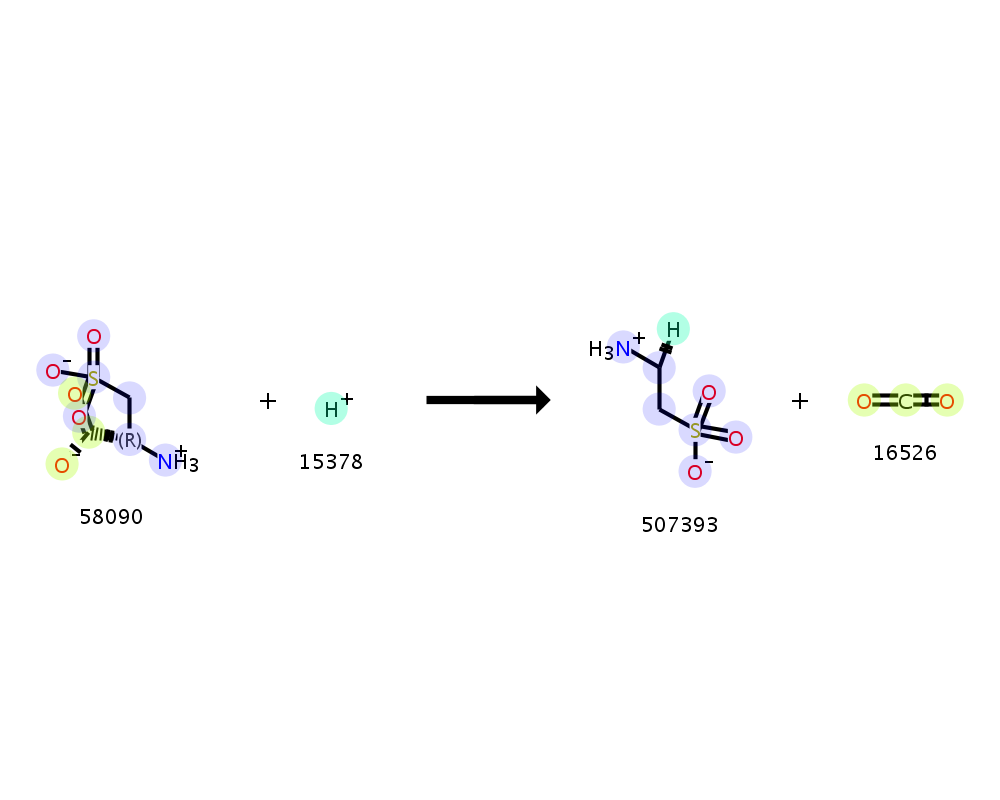 O
O−
S
O
O
(R)
O−
NH3+
58090
+
H+
15378
H3N+
H
O
S
O
O−
507393
+
O C O
16526